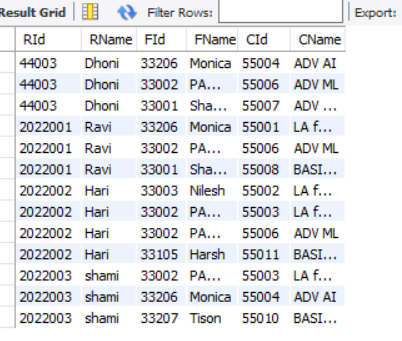 Result Grid Filter Rows: Export:
RId RName FId FName CId CName
44003 Dhoni 33206 Monica 55004 ADV AI
44003 Dhoni 33002 PA... 55006 ADV ML
44003 Dhoni 33001 Sha... 55007 ADV ...
2022001 Ravi 33206 Monica 55001 LA f...
2022001 Ravi 33002 PA... 55006 ADV ML
2022001 Ravi 33001 Sha... 55008 BASI...
2022002 Hari 33003 Nilesh 55002 LA f...
2022002 Hari 33002 PA... 55003 LA f...
2022002 Hari 33002 PA... 55006 ADV ML
2022002 Hari 33105 Harsh 55011 BASI...
2022003 shami 33002 PA... 55003 LA f...
2022003 shami 33206 Monica 55004 ADV AI
2022003 shami 33207 Tison 55010 BASI...